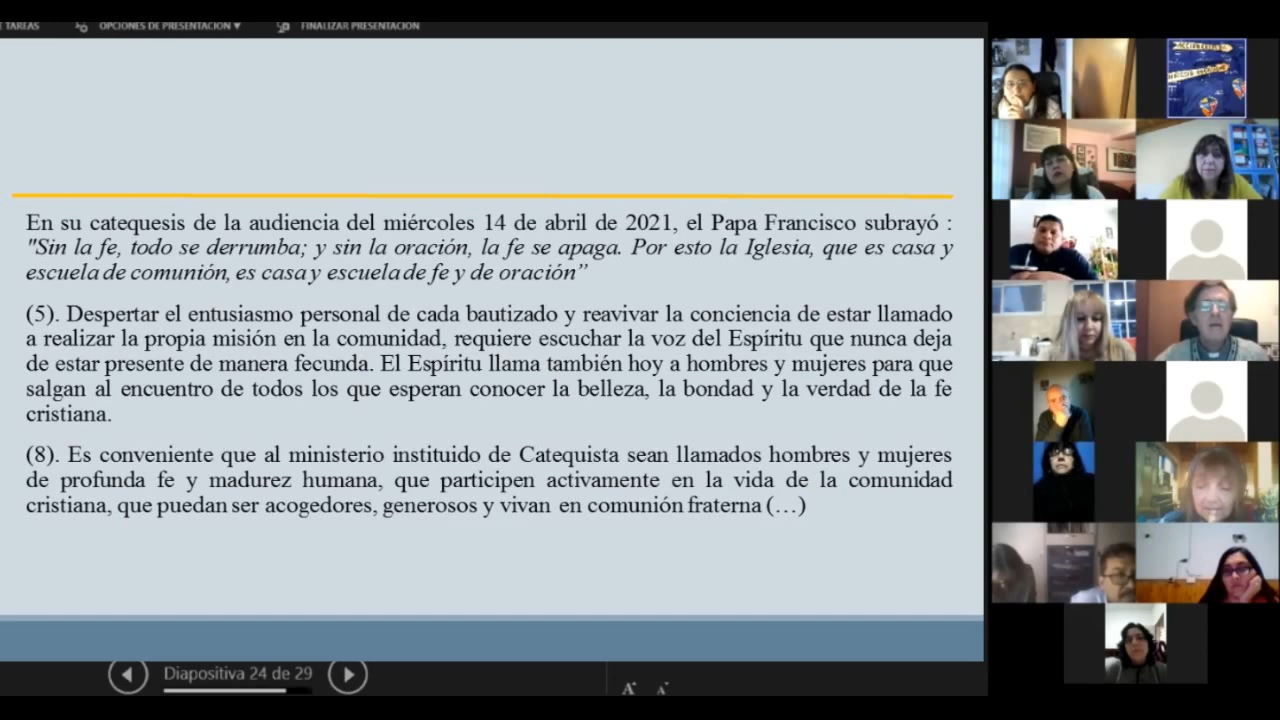 E TAREAS OPCIONES DE PRESENTACIÓN ▼ FINALIZAR PRESENTACIÓN
En su catequesis de la audiencia del miércoles 14 de abril de 2021, el Papa Francisco subrayó :
"Sin la fe, todo se derrumba; y sin la oración, la fe se apaga. Por esto la Iglesia, que es casa y
escuela de comunión, es casa y escuela de fe y de oración”
(5). Despertar el entusiasmo personal de cada bautizado y reavivar la conciencia de estar llamado
a realizar la propia misión en la comunidad, requiere escuchar la voz del Espíritu que nunca deja
de estar presente de manera fecunda. El Espíritu llama también hoy a hombres y mujeres para que
salgan al encuentro de todos los que esperan conocer la belleza, la bondad y la verdad de la fe
cristiana.
(8). Es conveniente que al ministerio instituido de Catequista sean llamados hombres y mujeres
de profunda fe y madurez humana, que participen activamente en la vida de la comunidad
cristiana, que puedan ser acogedores, generosos y vivan en comunión fraterna (…)
Diapositiva 24 de 29
A A